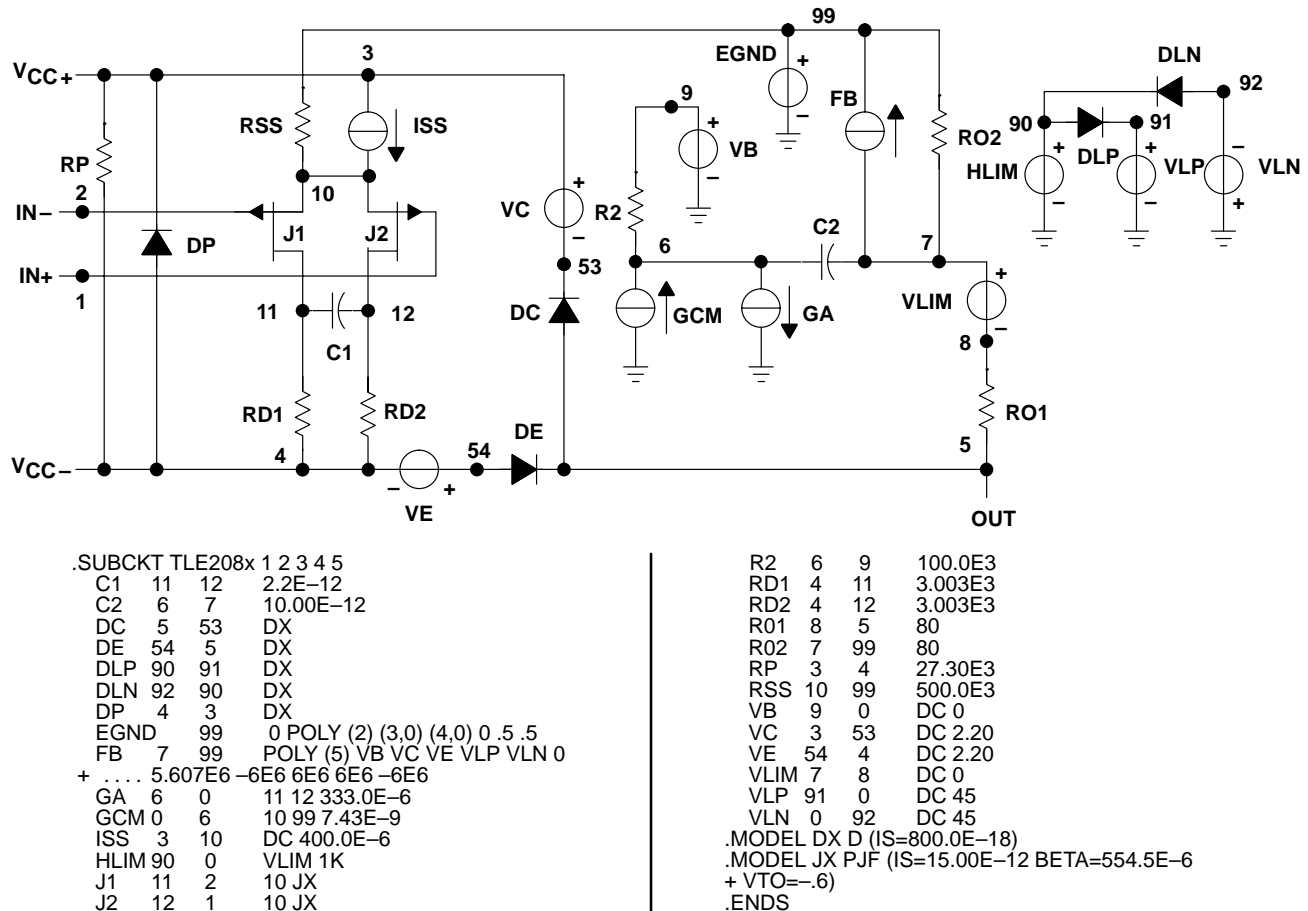 99
3
EGND
+
DLN
92
VCC+
9
FB
90
91
RSS
ISS
+
VB
–
–
RO2
HLIM
+
–
DLP
+
–
VLP
–
+
VLN
RP
2
10
IN–
VC
+
–
R2
C2
J1
J2
DP
6
7
IN+
53
+
1
GCM
GA
VLIM
–
11
12
DC
8
C1
RD1
RD2
RO1
DE
5
4
54
VCC–
–
+
VE
OUT
.SUBCKT TLE208x 1 2 3 4 5
C1 11 12 2.2E–12
C2 6 7 10.00E–12
DC 5 53 DX
DE 54 5 DX
DLP 90 91 DX
DLN 92 90 DX
DP 4 3 DX
EGND 99 0 POLY (2) (3,0) (4,0) 0 .5 .5
FB 7 99 POLY (5) VB VC VE VLP VLN 0
+ . . . . 5.607E6 –6E6 6E6 6E6 –6E6
GA 6 0 11 12 333.0E–6
GCM 0 6 10 99 7.43E–9
ISS 3 10 DC 400.0E–6
HLIM 90 0 VLIM 1K
J1 11 2 10 JX
J2 12 1 10 JX
R2 6 9 100.0E3
RD1 4 11 3.003E3
RD2 4 12 3.003E3
R01 8 5 80
R02 7 99 80
RP 3 4 27.30E3
RSS 10 99 500.0E3
VB 9 0 DC 0
VC 3 53 DC 2.20
VE 54 4 DC 2.20
VLIM 7 8 DC 0
VLP 91 0 DC 45
VLN 0 92 DC 45
.MODEL DX D (IS=800.0E–18)
.MODEL JX PJF (IS=15.00E–12 BETA=554.5E–6
+ VTO=–.6)
.ENDS